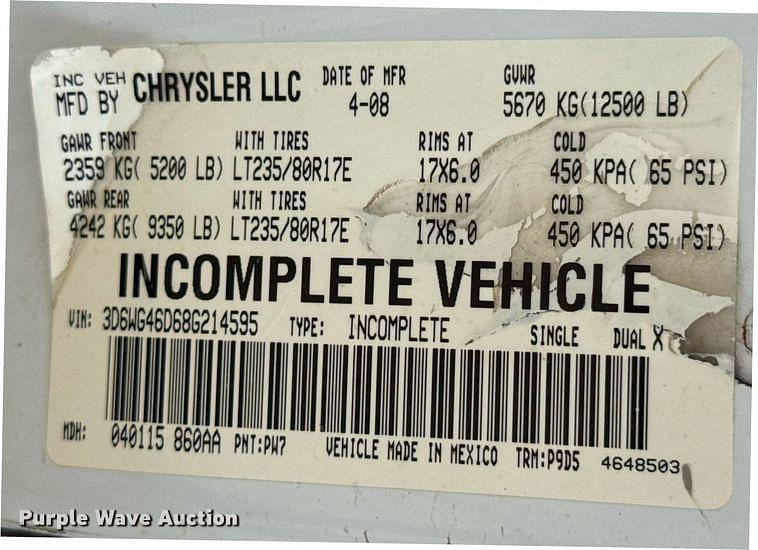 INC VEH
MFD BY CHRYSLER LLC DATE OF MFR GVWR
4-08 5670 KG(12500 LB)
GAWR FRONT WITH TIRES RIMS AT COLD
2359 KG( 5200 LB) LT235/80R17E 17X6.0 450 KPA( 65 PSI)
GAWR REAR WITH TIRES RIMS AT COLD
4242 KG( 9350 LB) LT235/80R17E 17X6.0 450 KPA( 65 PSI)
INCOMPLETE VEHICLE
VIN: 3D6WG46D68G214595 TYPE: INCOMPLETE SINGLE DUAL X
MDH: 040115 860AA PNT:PW7 VEHICLE MADE IN MEXICO TRM:P9D5 4648503
Purple Wave Auction